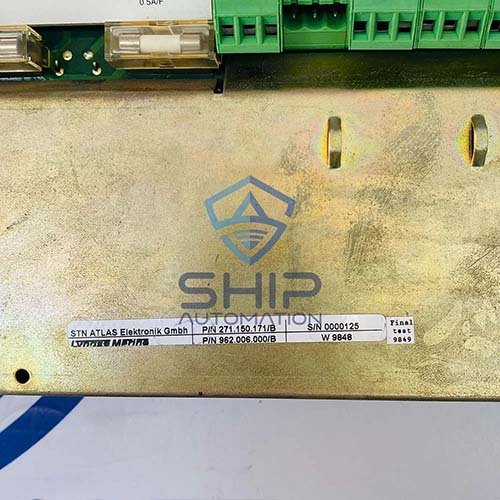 0.5A/F
SHIP
AUTOMATION
STN ATLAS Elektronik Gmbh P/N 271.150.171/B S/N 0000125
Lyngsø Marine P/N 962.006.000/B W 9848
Final
test
9849